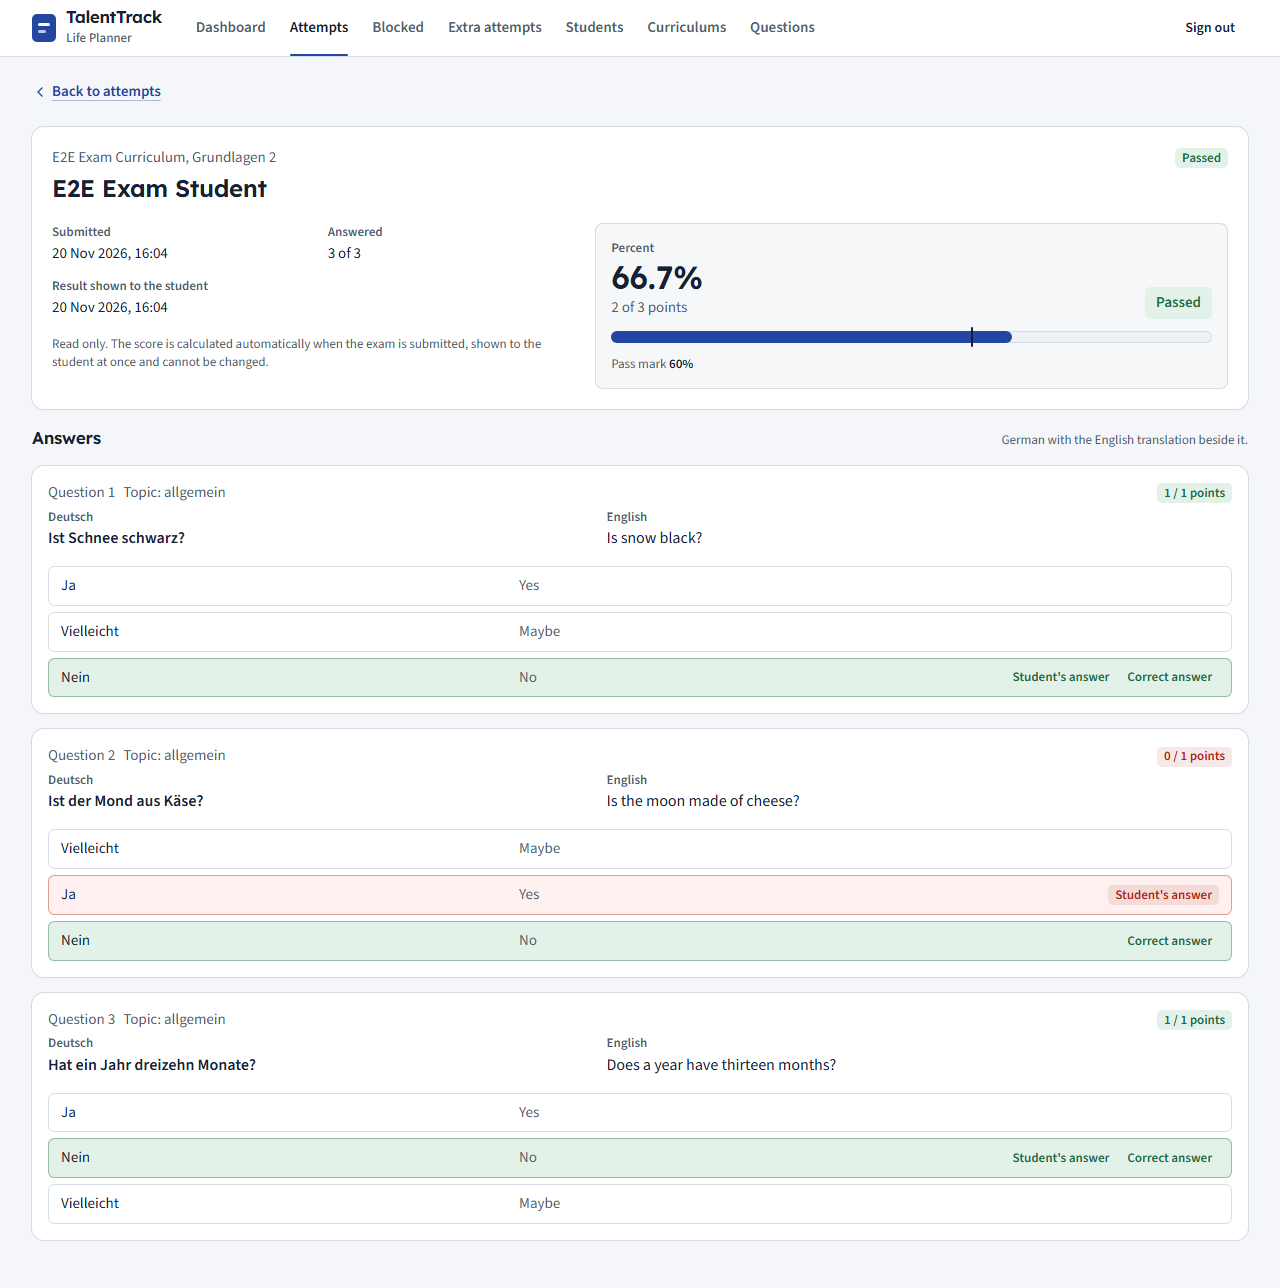 TalentTrack
Life Planner
Dashboard Attempts Blocked Extra attempts Students Curriculums Questions Sign out
Back to attempts
E2E Exam Curriculum, Grundlagen 2 Passed
E2E Exam Student
Submitted Answered
20 Nov 2026, 16:04 3 of 3
Result shown to the student
20 Nov 2026, 16:04
Read only. The score is calculated automatically when the exam is submitted, shown to the
student at once and cannot be changed.
Percent
66.7%
2 of 3 points Passed
Pass mark 60%
Answers German with the English translation beside it.
Question 1 Topic: allgemein 1 / 1 points
Deutsch English
Ist Schnee schwarz? Is snow black?
Ja Yes
Vielleicht Maybe
Nein No Student's answer Correct answer
Question 2 Topic: allgemein 0 / 1 points
Deutsch English
Ist der Mond aus Käse? Is the moon made of cheese?
Vielleicht Maybe
Ja Yes Student's answer
Nein No Correct answer
Question 3 Topic: allgemein 1 / 1 points
Deutsch English
Hat ein Jahr dreizehn Monate? Does a year have thirteen months?
Ja Yes
Nein No Student's answer Correct answer
Vielleicht Maybe